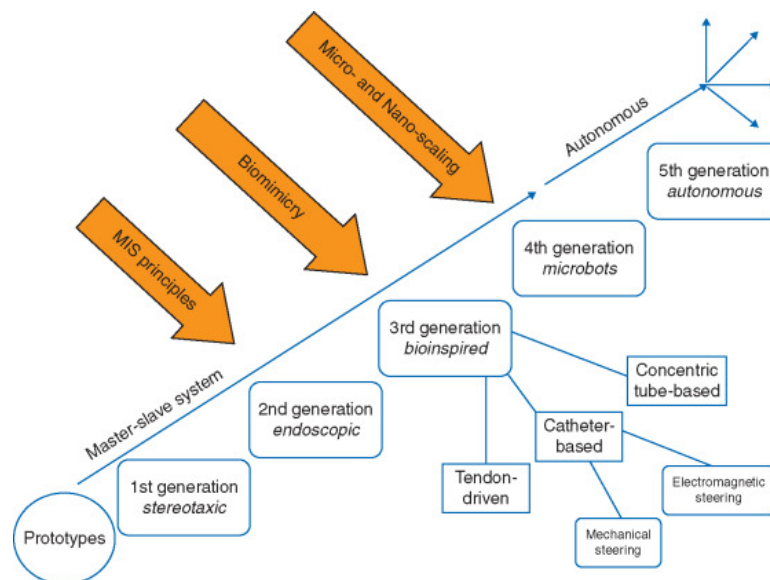 Micro- and Nano-scaling
Biomimicry
MIS principles
Autonomous
Master-slave system
5th generation
autonomous
4th generation
microbots
3rd generation
bioinspired
2nd generation
endoscopic
1st generation
stereotaxic
Prototypes
Concentric
tube-based
Catheter-
based
Tendon-
driven
Electromagnetic
steering
Mechanical
steering